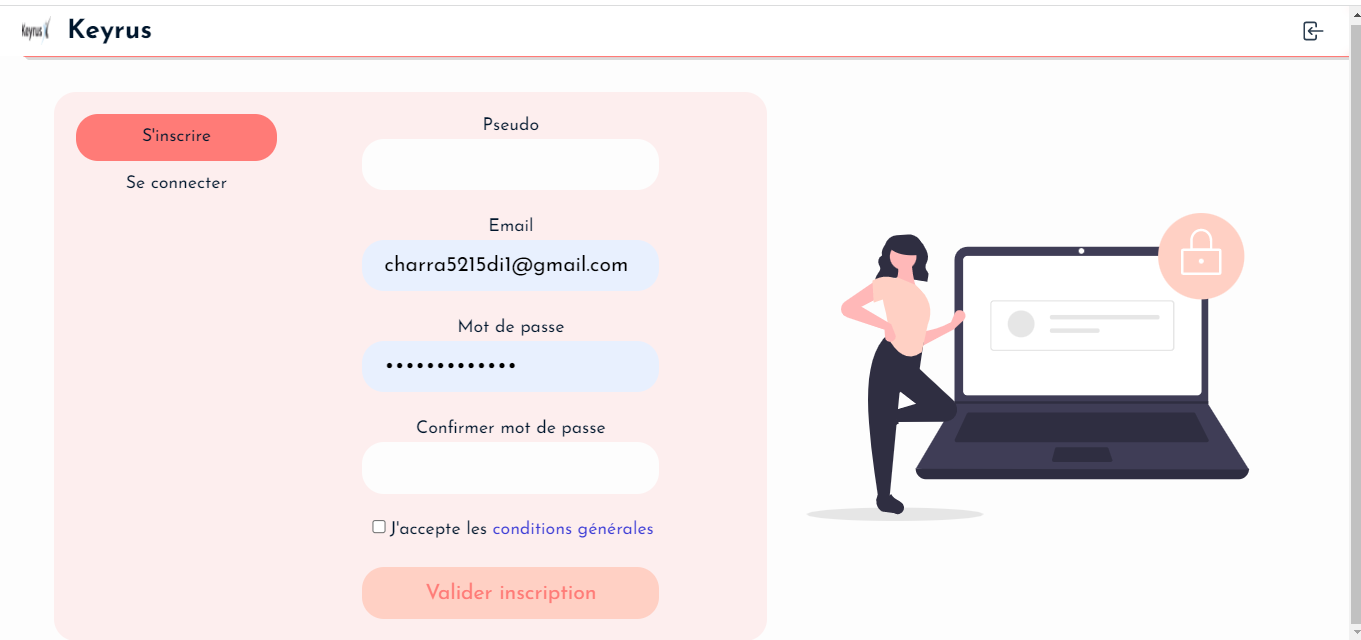 Keyrus Keyrus
S'inscrire
Se connecter
Pseudo
Email
charra5215di1@gmail.com
Mot de passe
•••••••••••••
Confirmer mot de passe
J'accepte les conditions générales
Valider inscription